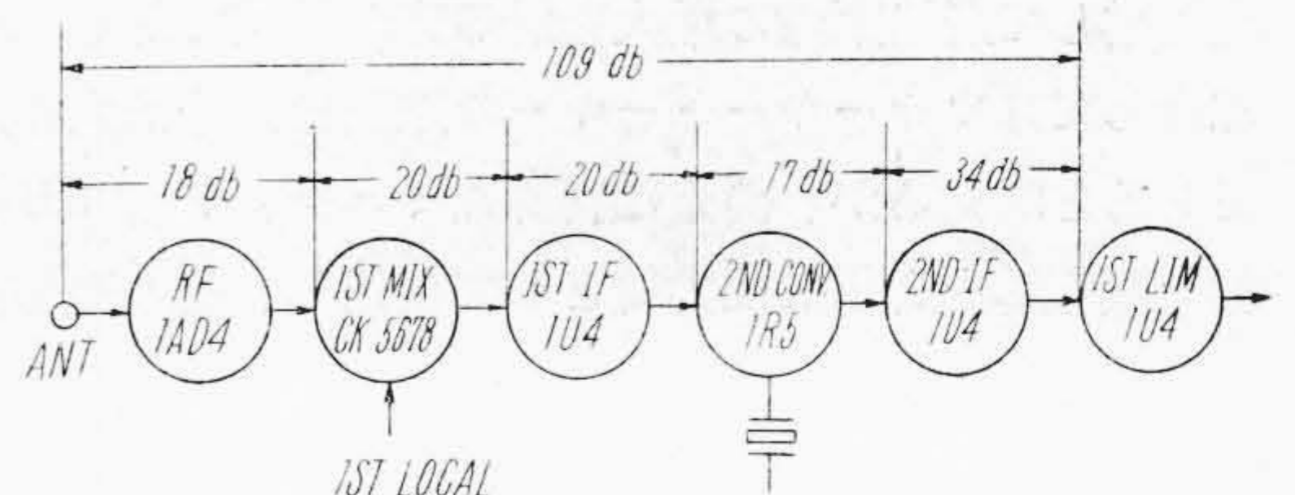 109 db
18 db
20 db
20 db
17 db
34 db
ANT
RF
1AD4
1ST MIX
CK 5678
1ST IF
1U4
2ND CONV.
1R5
2ND IF
1U4
1ST LIM
1U4
1ST LOCAL